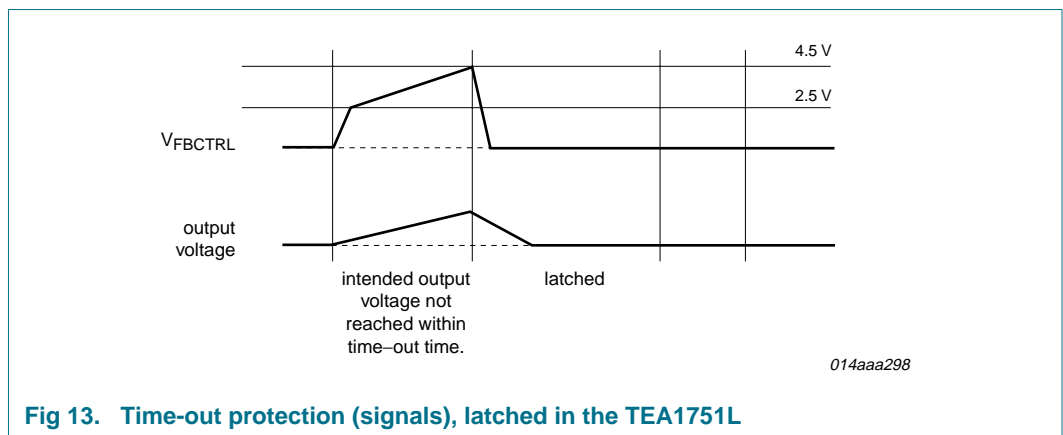 4.5 V
2.5 V
VFBCTRL
output
voltage
intended output
voltage not
reached within
time–out time.
latched
014aaa298
Fig 13. Time-out protection (signals), latched in the TEA1751L